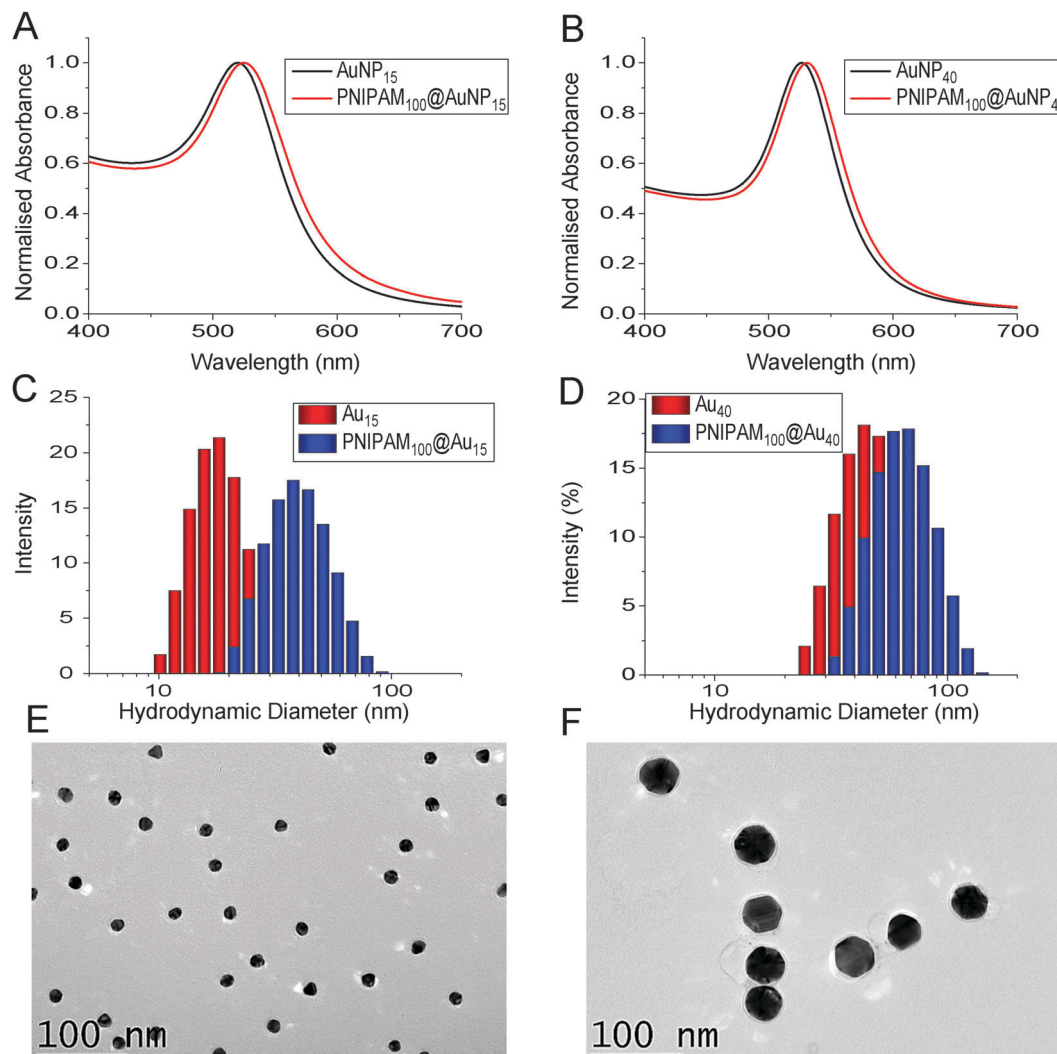 A
AuNP₁₅
PNIPAM₁₀₀@AuNP₁₅
1.0
0.8
0.6
0.4
0.2
0.0
Normalised Absorbance
400 500 600 700
Wavelength (nm)
B
AuNP₄₀
PNIPAM₁₀₀@AuNP₄
1.0
0.8
0.6
0.4
0.2
0.0
Normalised Absorbance
400 500 600 700
Wavelength (nm)
C
Au₁₅
PNIPAM₁₀₀@Au₁₅
25
20
15
10
5
0
Intensity
10 100
Hydrodynamic Diameter (nm)
D
Au₄₀
PNIPAM₁₀₀@Au₄₀
20
15
10
5
0
Intensity (%)
10 100
Hydrodynamic Diameter (nm)
E
100 nm
F
100 nm